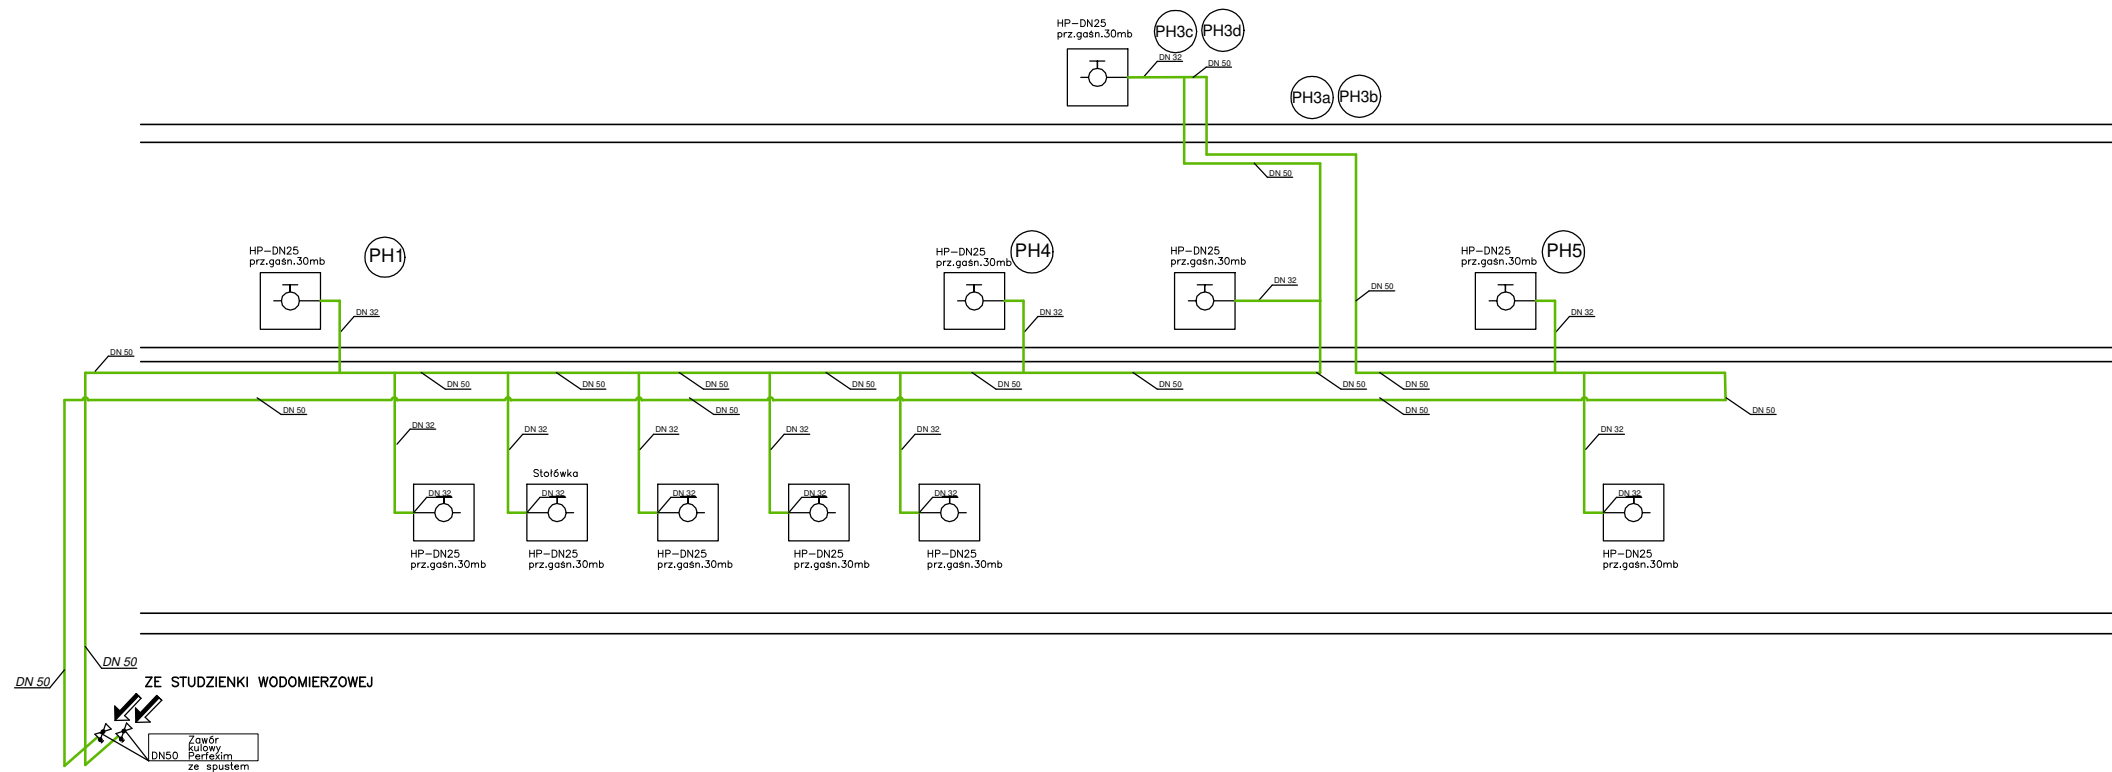 HP-DN25
prz.gaśn.30mb
PH3c
PH3d
DN 32
DN 50
PH3a
PH3b
DN 50
HP-DN25
prz.gaśn.30mb
PH1
HP-DN25
prz.gaśn.30mb
PH4
HP-DN25
prz.gaśn.30mb
HP-DN25
prz.gaśn.30mb
PH5
DN 32
DN 50
DN 32
DN 32
DN 32
DN 50
DN 50
DN 50
DN 50
DN 50
DN 50
DN 50
DN 50
DN 50
DN 50
DN 50
DN 50
DN 50
DN 32
DN 32
DN 32
DN 32
DN 32
DN 32
Stołówka
DN 32
DN 32
DN 32
DN 32
DN 32
DN 32
HP-DN25
prz.gaśn.30mb
HP-DN25
prz.gaśn.30mb
HP-DN25
prz.gaśn.30mb
HP-DN25
prz.gaśn.30mb
HP-DN25
prz.gaśn.30mb
HP-DN25
prz.gaśn.30mb
DN 50
DN 50
ZE STUDZIENKI WODOMIERZOWEJ
DN50
Zawór
kulowy
Perfexim
ze spustem